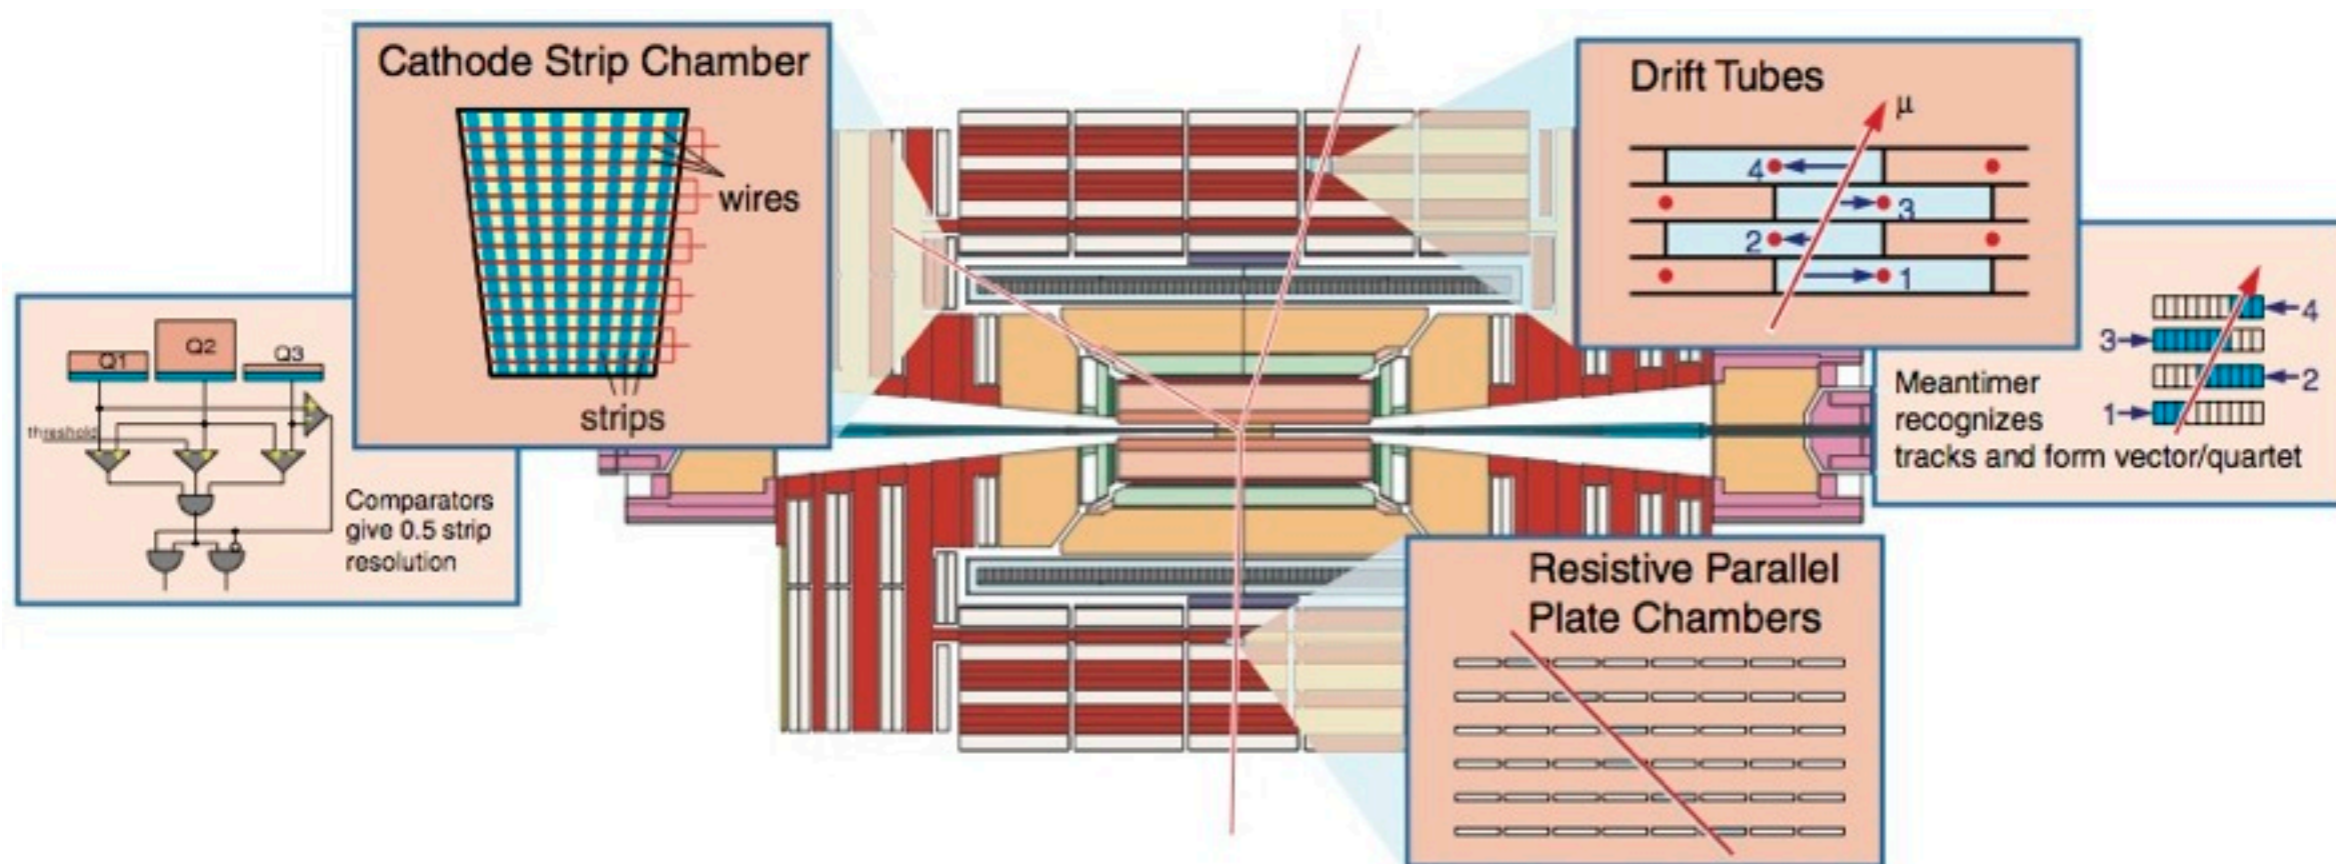 Cathode Strip Chamber
wires
strips
Q1
Q2
Q3
threshold
Comparators
give 0.5 strip
resolution
Drift Tubes
μ
4
3
2
1
4
3
2
1
Meantimer
recognizes
tracks and form vector/quartet
Resistive Parallel
Plate Chambers